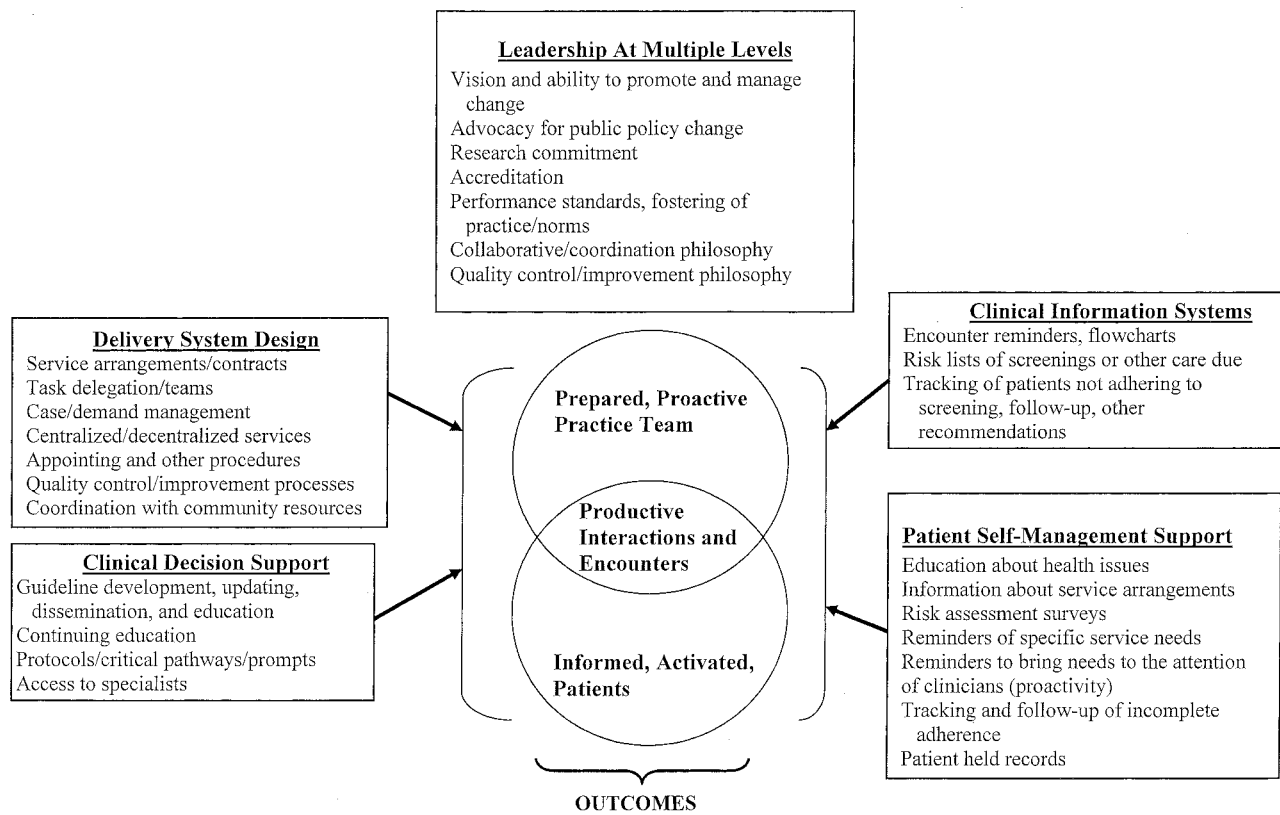 Leadership At Multiple Levels
Vision and ability to promote and manage
change
Advocacy for public policy change
Research commitment
Accreditation
Performance standards, fostering of
practice/norms
Collaborative/coordination philosophy
Quality control/improvement philosophy
Delivery System Design
Service arrangements/contracts
Task delegation/teams
Case/demand management
Centralized/decentralized services
Appointing and other procedures
Quality control/improvement processes
Coordination with community resources
Clinical Decision Support
Guideline development, updating,
dissemination, and education
Continuing education
Protocols/critical pathways/prompts
Access to specialists
Prepared, Proactive
Practice Team
Productive
Interactions and
Encounters
Informed, Activated,
Patients
OUTCOMES
Clinical Information Systems
Encounter reminders, flowcharts
Risk lists of screenings or other care due
Tracking of patients not adhering to
screening, follow-up, other
recommendations
Patient Self-Management Support
Education about health issues
Information about service arrangements
Risk assessment surveys
Reminders of specific service needs
Reminders to bring needs to the attention
of clinicians (proactivity)
Tracking and follow-up of incomplete
adherence
Patient held records